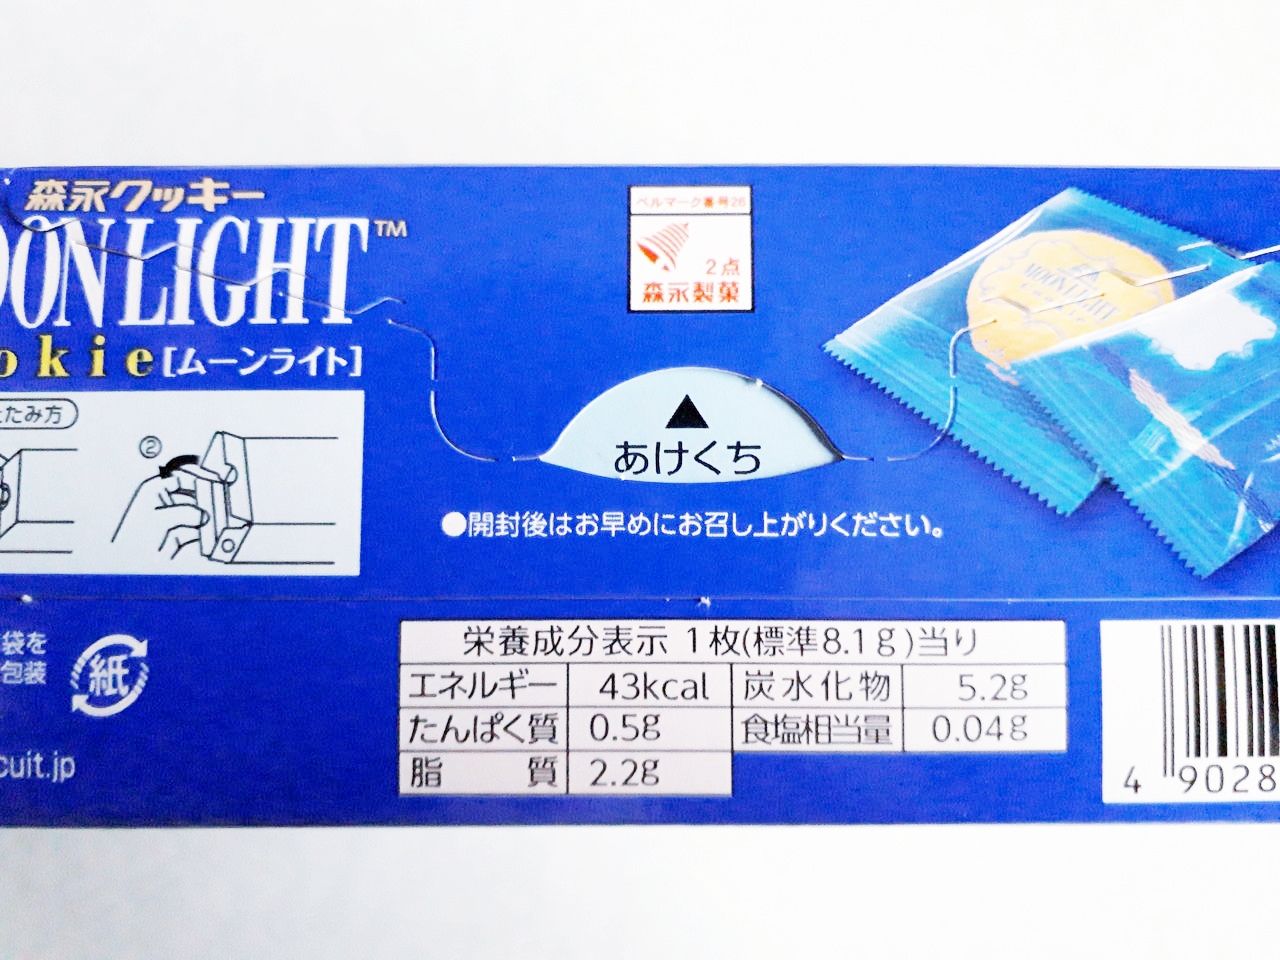 森永クッキー
MOONLIGHT™
okie[ムーンライト]
たたみ方
②
ベルマーク番号26
2点
森永製菓
MOONLIGHT
あけくち
●開封後はお早めにお召し上がりください。
袋を
包装
紙
cuit.jp
栄養成分表示 1枚(標準8.1g)当り
エネルギー 43kcal 炭水化物 5.2g
たんぱく質 0.5g 食塩相当量 0.04g
脂質 2.2g
4 9028